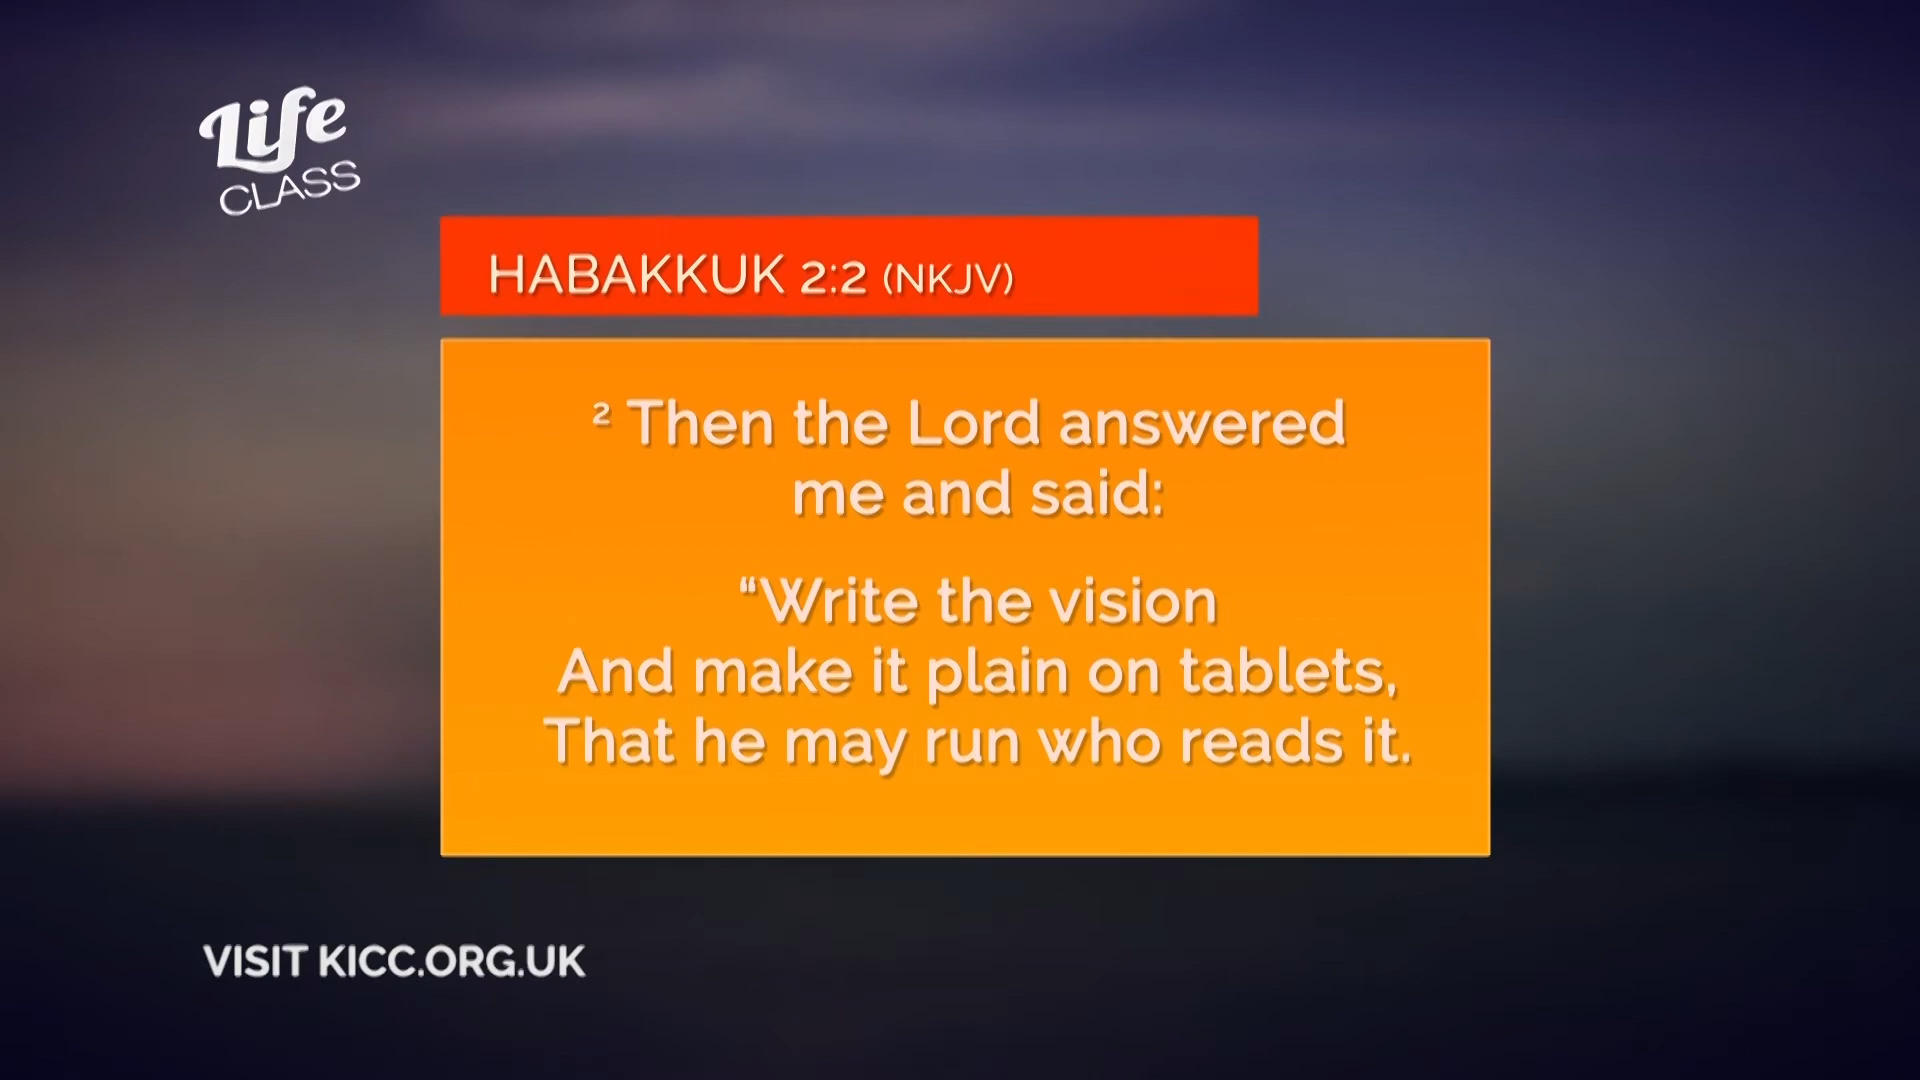 Life
CLASS
HABAKKUK 2:2 (NKJV)
² Then the Lord answered
me and said:
“Write the vision
And make it plain on tablets,
That he may run who reads it.
VISIT KICC.ORG.UK